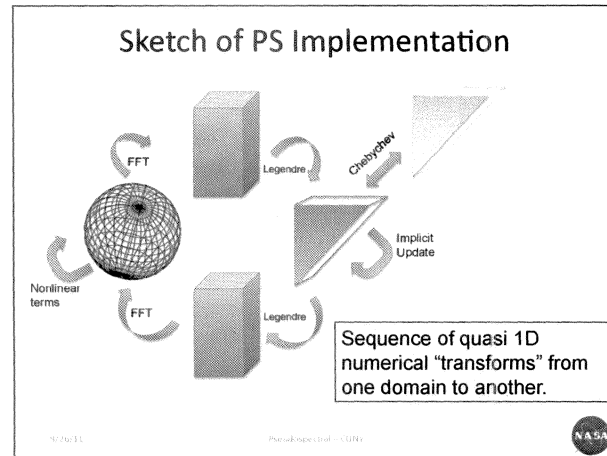 Sketch of PS Implementation
FFT
Legendre
Chebychev
Nonlinear
terms
Implicit
Update
FFT
Legendre
Sequence of quasi 1D
numerical "transforms" from
one domain to another.
NASA